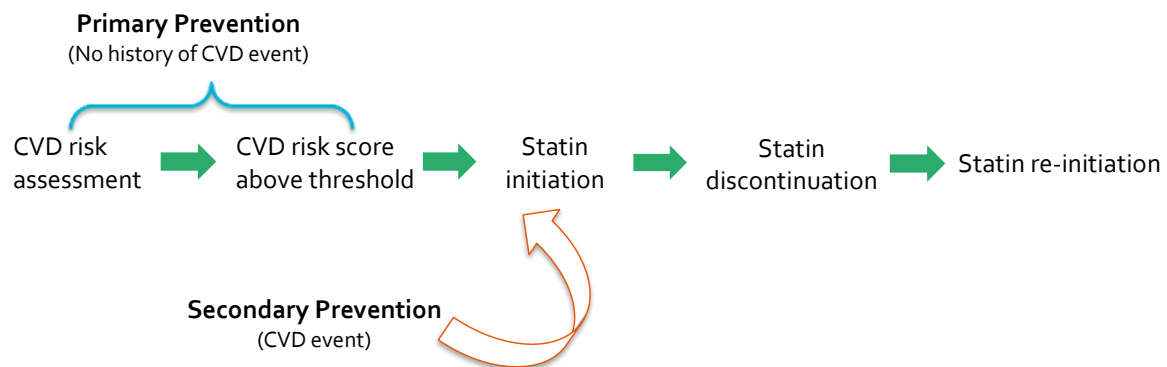 Primary Prevention
(No history of CVD event)
CVD risk
assessment
CVD risk score
above threshold
Statin
initiation
Statin
discontinuation
Statin re-initiation
Secondary Prevention
(CVD event)